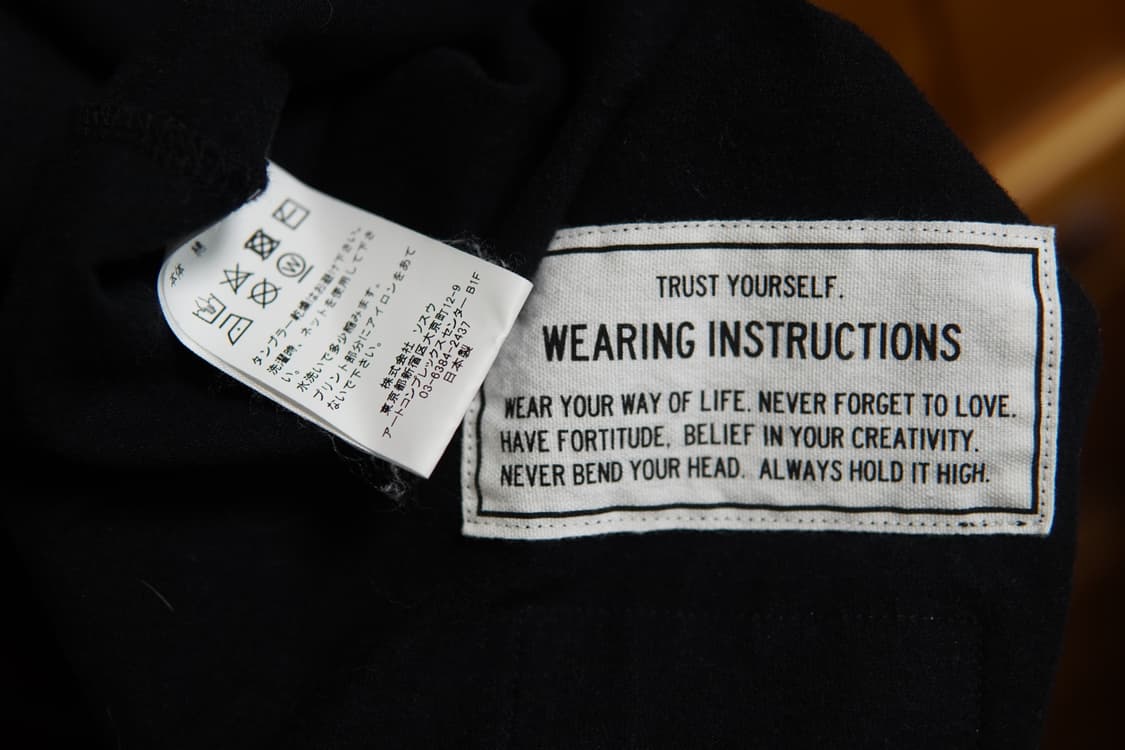 M
タンブラー乾燥はお避け下さい。
洗濯時、ネットを使用して下さ
い。
水洗いで多少縮みます。
プリント部分にアイロンをあて
ないで下さい。
株式会社 ソスウ
東京都新宿区大京町12-9
アートコンプレックスセンター B1F
03-6384-2437
日本製
TRUST YOURSELF.
WEARING INSTRUCTIONS
WEAR YOUR WAY OF LIFE. NEVER FORGET TO LOVE.
HAVE FORTITUDE, BELIEF IN YOUR CREATIVITY.
NEVER BEND YOUR HEAD. ALWAYS HOLD IT HIGH.